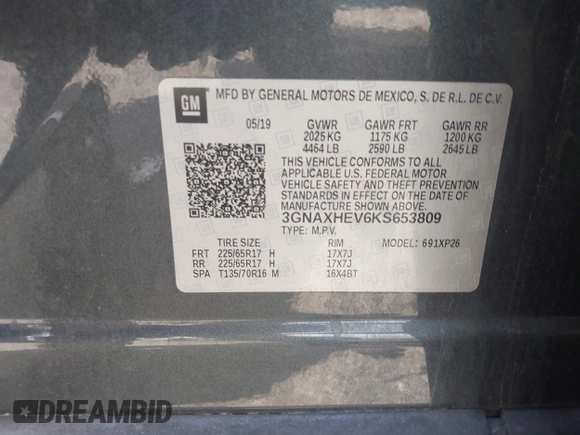 GM
MFD BY GENERAL MOTORS DE MEXICO, S. DE R.L. DE C.V.
05/19 GVWR GAWR FRT GAWR RR
2025 KG 1175 KG 1200 KG
4464 LB 2590 LB 2645 LB
THIS VEHICLE CONFORMS TO ALL
APPLICABLE U.S. FEDERAL MOTOR
VEHICLE SAFETY AND THEFT PREVENTION
STANDARDS IN EFFECT ON THE DATE OF
MANUFACTURE SHOWN ABOVE.
3GNAXHEV6KS653809
TYPE: M.P.V. MODEL: 691XP26
TIRE SIZE RIM
FRT 225/65R17 H 17X7J
RR 225/65R17 H 17X7J
SPA T135/70R16 M 16X4BT
DREAMBID